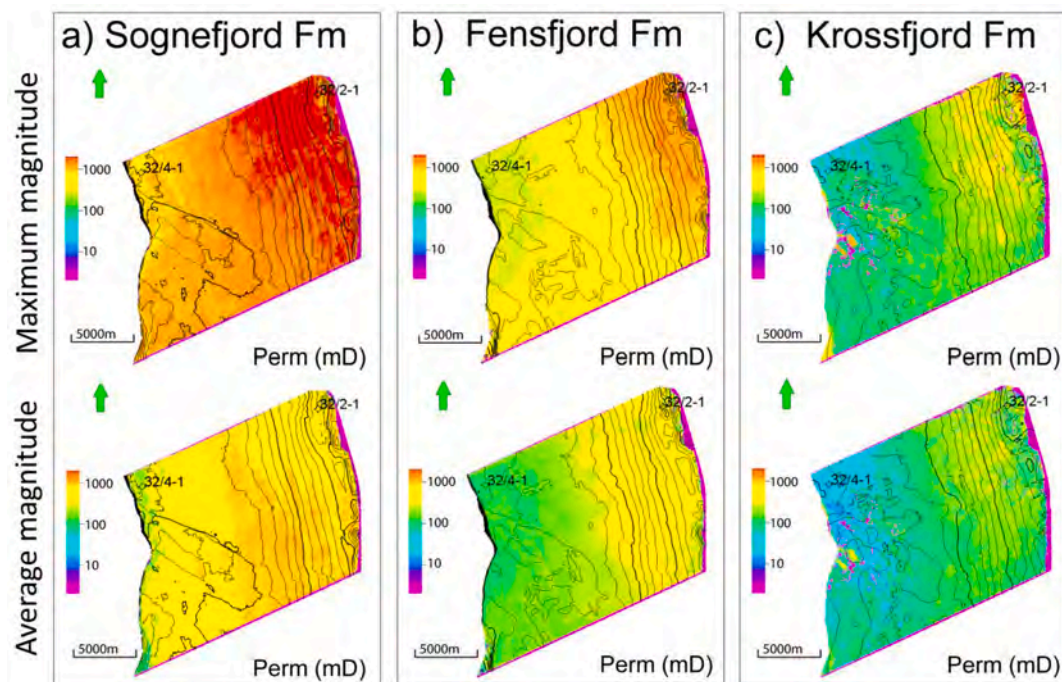 a) Sognefjord Fm
b) Fensfjord Fm
c) Krossfjord Fm
Maximum magnitude
32/2-1
32/4-1
1000
100
10
5000m
Perm (mD)
32/2-1
32/4-1
1000
100
10
5000m
Perm (mD)
32/2-1
32/4-1
1000
100
10
5000m
Perm (mD)
Average magnitude
32/2-1
32/4-1
1000
100
10
5000m
Perm (mD)
32/2-1
32/4-1
1000
100
10
5000m
Perm (mD)
32/2-1
32/4-1
1000
100
10
5000m
Perm (mD)